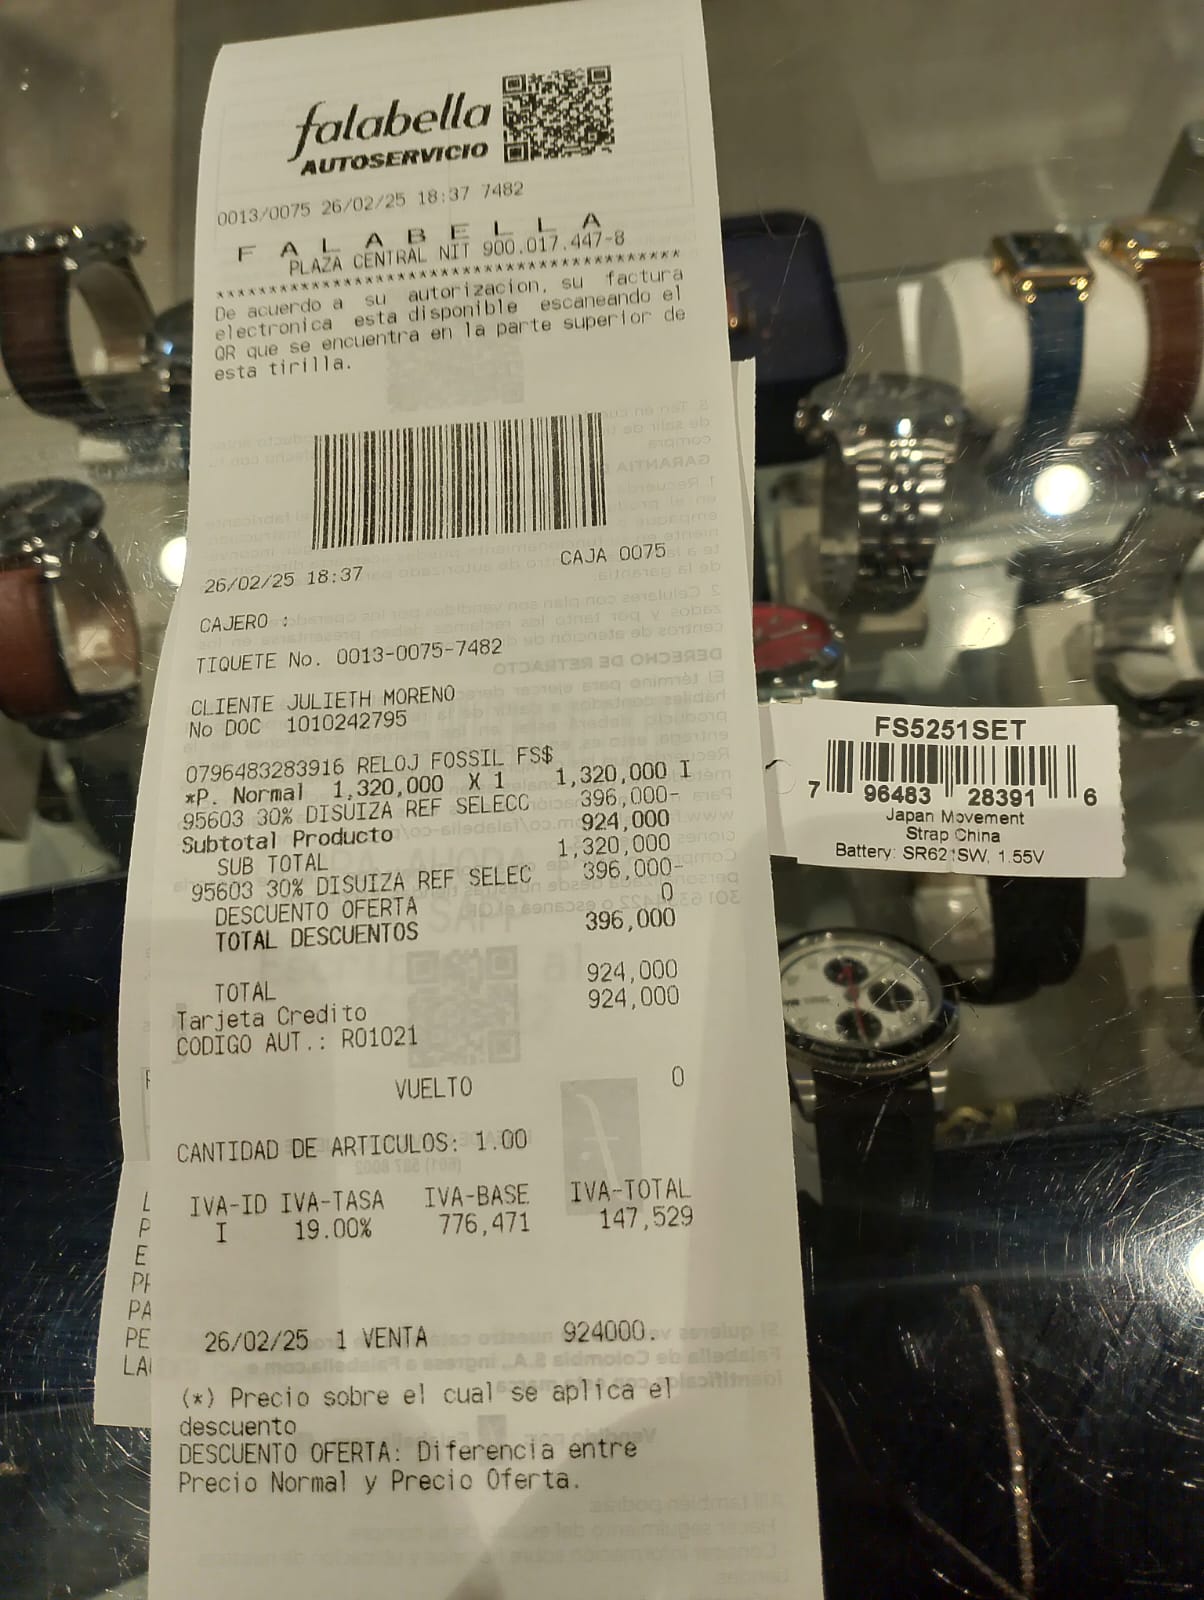 falabella
AUTOSERVICIO
0013/0075 26/02/25 18:37 7482
F A L A B E L L A
PLAZA CENTRAL NIT 900.017.447-8
****************************************
De acuerdo a su autorizacion, su factura
electronica esta disponible escaneando el
QR que se encuentra en la parte superior de
esta tirilla.
26/02/25 18:37 CAJA 0075
CAJERO :
TIQUETE No. 0013-0075-7482
CLIENTE JULIETH MORENO
No DOC 1010242795
0796483283916 RELOJ FOSSIL FS$
*P. Normal 1.320,000 X 1 1,320,000 I
95603 30% DISUIZA REF SELECC 396,000-
Subtotal Producto 924,000
SUB TOTAL 1,320,000
95603 30% DISUIZA REF SELEC 396,000-
DESCUENTO OFERTA 0
TOTAL DESCUENTOS 396,000
TOTAL 924,000
Tarjeta Credito 924,000
CODIGO AUT.: R01021
VUELTO 0
CANTIDAD DE ARTICULOS: 1.00
IVA-ID IVA-TASA IVA-BASE IVA-TOTAL
I 19.00% 776,471 147,529
26/02/25 1 VENTA 924000.
(*) Precio sobre el cual se aplica el
descuento
DESCUENTO OFERTA: Diferencia entre
Precio Normal y Precio Oferta.
FS5251SET
7 96483 28391 6
Japan Movement
Strap China
Battery: SR621SW, 1.55V